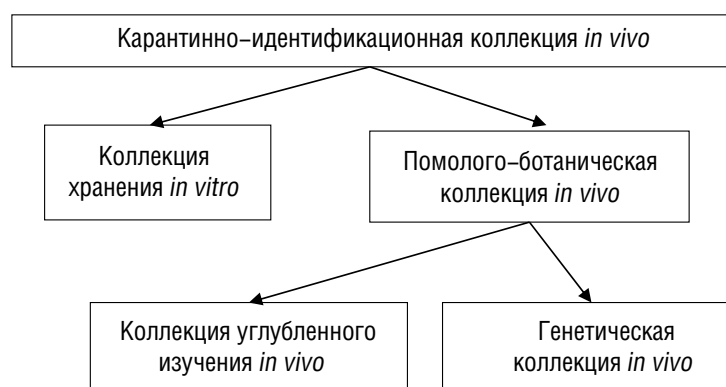 Карантинно–идентификационная коллекция in vivo
Коллекция
хранения in vitro
Помолого–ботаническая
коллекция in vivo
Коллекция углубленного
изучения in vivo
Генетическая
коллекция in vivo